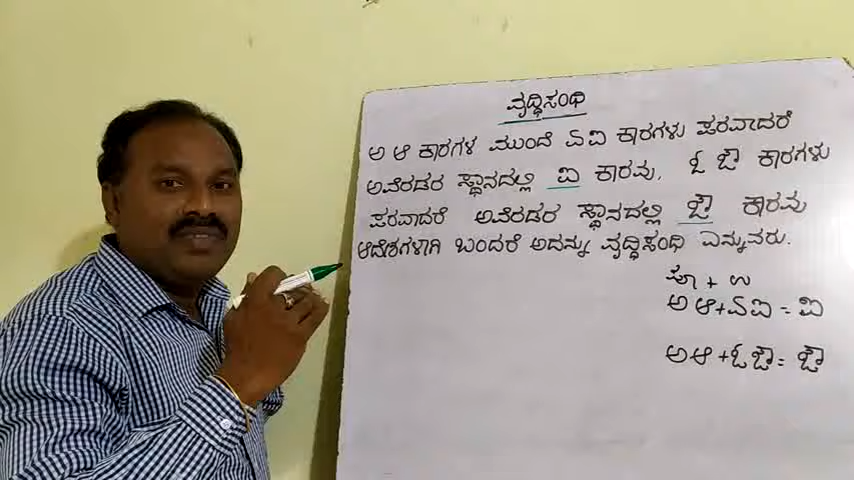 ವೃದ್ಧಿಸಂಧಿ
ಅ ಆ ಕಾರಗಳ ಮುಂದೆ ಏ ಐ ಕಾರಗಳು ಪರವಾದರೆ
ಅವೆರಡರ ಸ್ಥಾನದಲ್ಲಿ ಐ ಕಾರವು, ಓ ಔ ಕಾರಗಳು
ಪರವಾದರೆ ಅವೆರಡರ ಸ್ಥಾನದಲ್ಲಿ ಔ ಕಾರವು
ಆದೇಶಗಳಾಗಿ ಬಂದರೆ ಅದನ್ನು ವೃದ್ಧಿಸಂಧಿ ಎನ್ನುವರು.
ಪೂ + ಉ
ಅ ಆ + ಏ ಐ = ಐ
ಅ ಆ + ಓ ಔ = ಔ